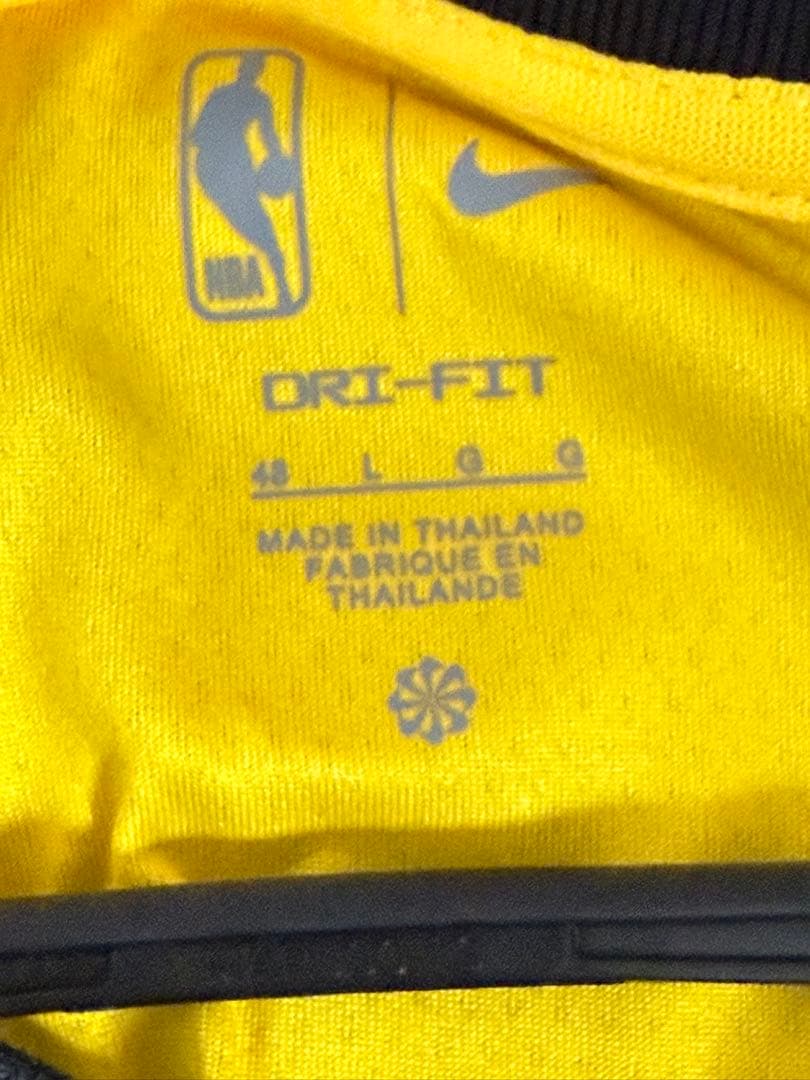 NBA
DRI-FIT
48 L G G
MADE IN THAILAND
FABRIQUE EN
THAILANDE